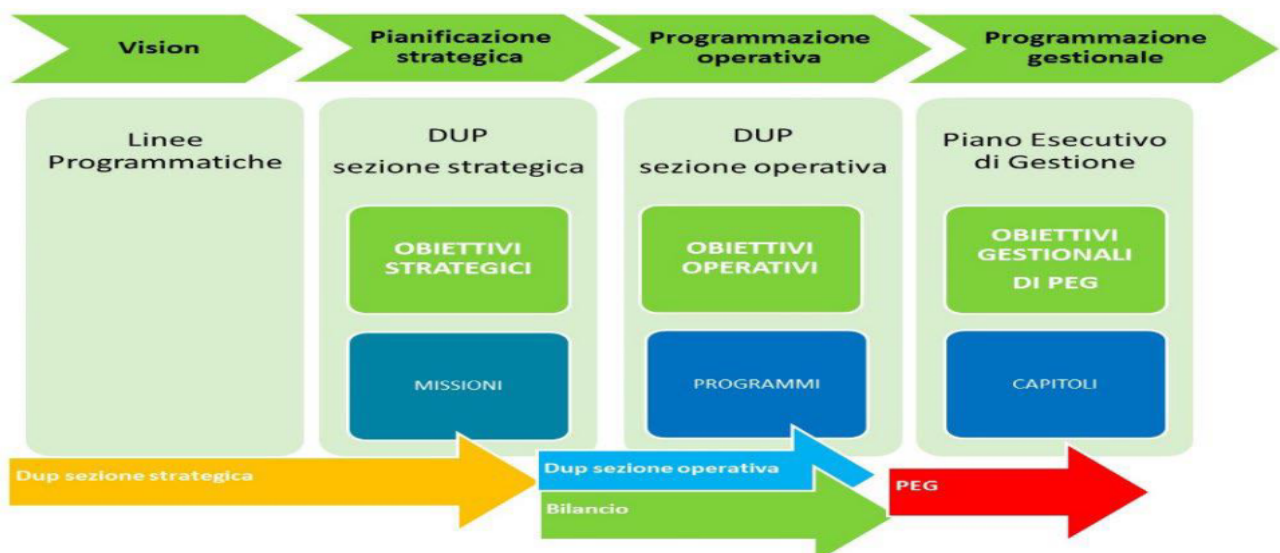 Vision
Pianificazione
strategica
Programmazione
operativa
Programmazione
gestionale
Linee
Programmatiche
DUP
sezione strategica
OBIETTIVI
STRATEGICI
MISSIONI
DUP
sezione operativa
OBIETTIVI
OPERATIVI
PROGRAMMI
Piano Esecutivo
di Gestione
OBIETTIVI
GESTIONALI
DI PEG
CAPITOLI
Dup sezione strategica
Dup sezione operativa
Bilancio
PEG